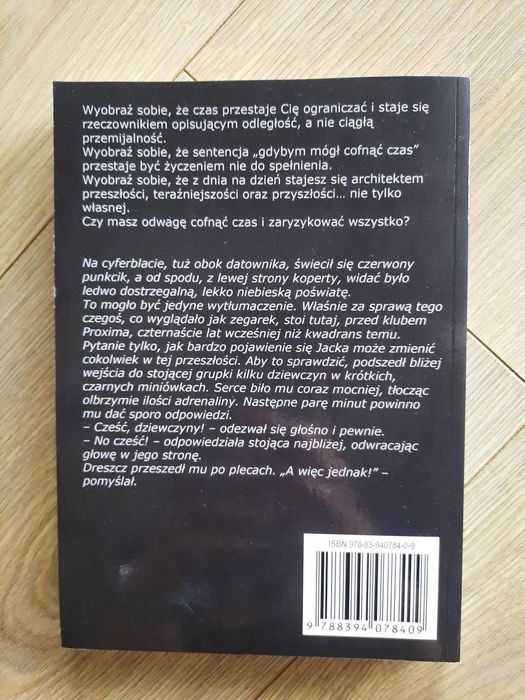 Wyobraź sobie, że czas przestaje Cię ograniczać i staje się
rzeczownikiem opisującym odległość, a nie ciągłą
przemijalność.
Wyobraź sobie, że sentencja „gdybym mógł cofnąć czas”
przestaje być życzeniem nie do spełnienia.
Wyobraź sobie, że z dnia na dzień stajesz się architektem
przeszłości, teraźniejszości oraz przyszłości... nie tylko
własnej.
Czy masz odwagę cofnąć czas i zaryzykować wszystko?
Na cyferblacie, tuż obok datownika, świecił się czerwony
punkcik, a od spodu, z lewej strony koperty, widać było
ledwo dostrzegalną, lekko niebieską poświatę.
To mogło być jedyne wytłumaczenie. Właśnie za sprawą tego
czegoś, co wyglądało jak zegarek, stoi tutaj, przed klubem
Proxima, czternaście lat wcześniej niż kwadrans temu.
Pytanie tylko, jak bardzo pojawienie się Jacka może zmienić
cokolwiek w tej przeszłości. Aby to sprawdzić, podszedł bliżej
wejścia do stojącej grupki kilku dziewczyn w krótkich,
czarnych miniówkach. Serce biło mu coraz mocniej, tłocząc
olbrzymie ilości adrenaliny. Następne parę minut powinno
mu dać sporo odpowiedzi.
– Cześć, dziewczyny! – odezwał się głośno i pewnie.
– No cześć! – odpowiedziała stojąca najbliżej, odwracając
głowę w jego stronę.
Dreszcz przeszedł mu po plecach. „A więc jednak!” –
pomyślał.
ISBN 978-83-940784-0-9
9 788394 078409